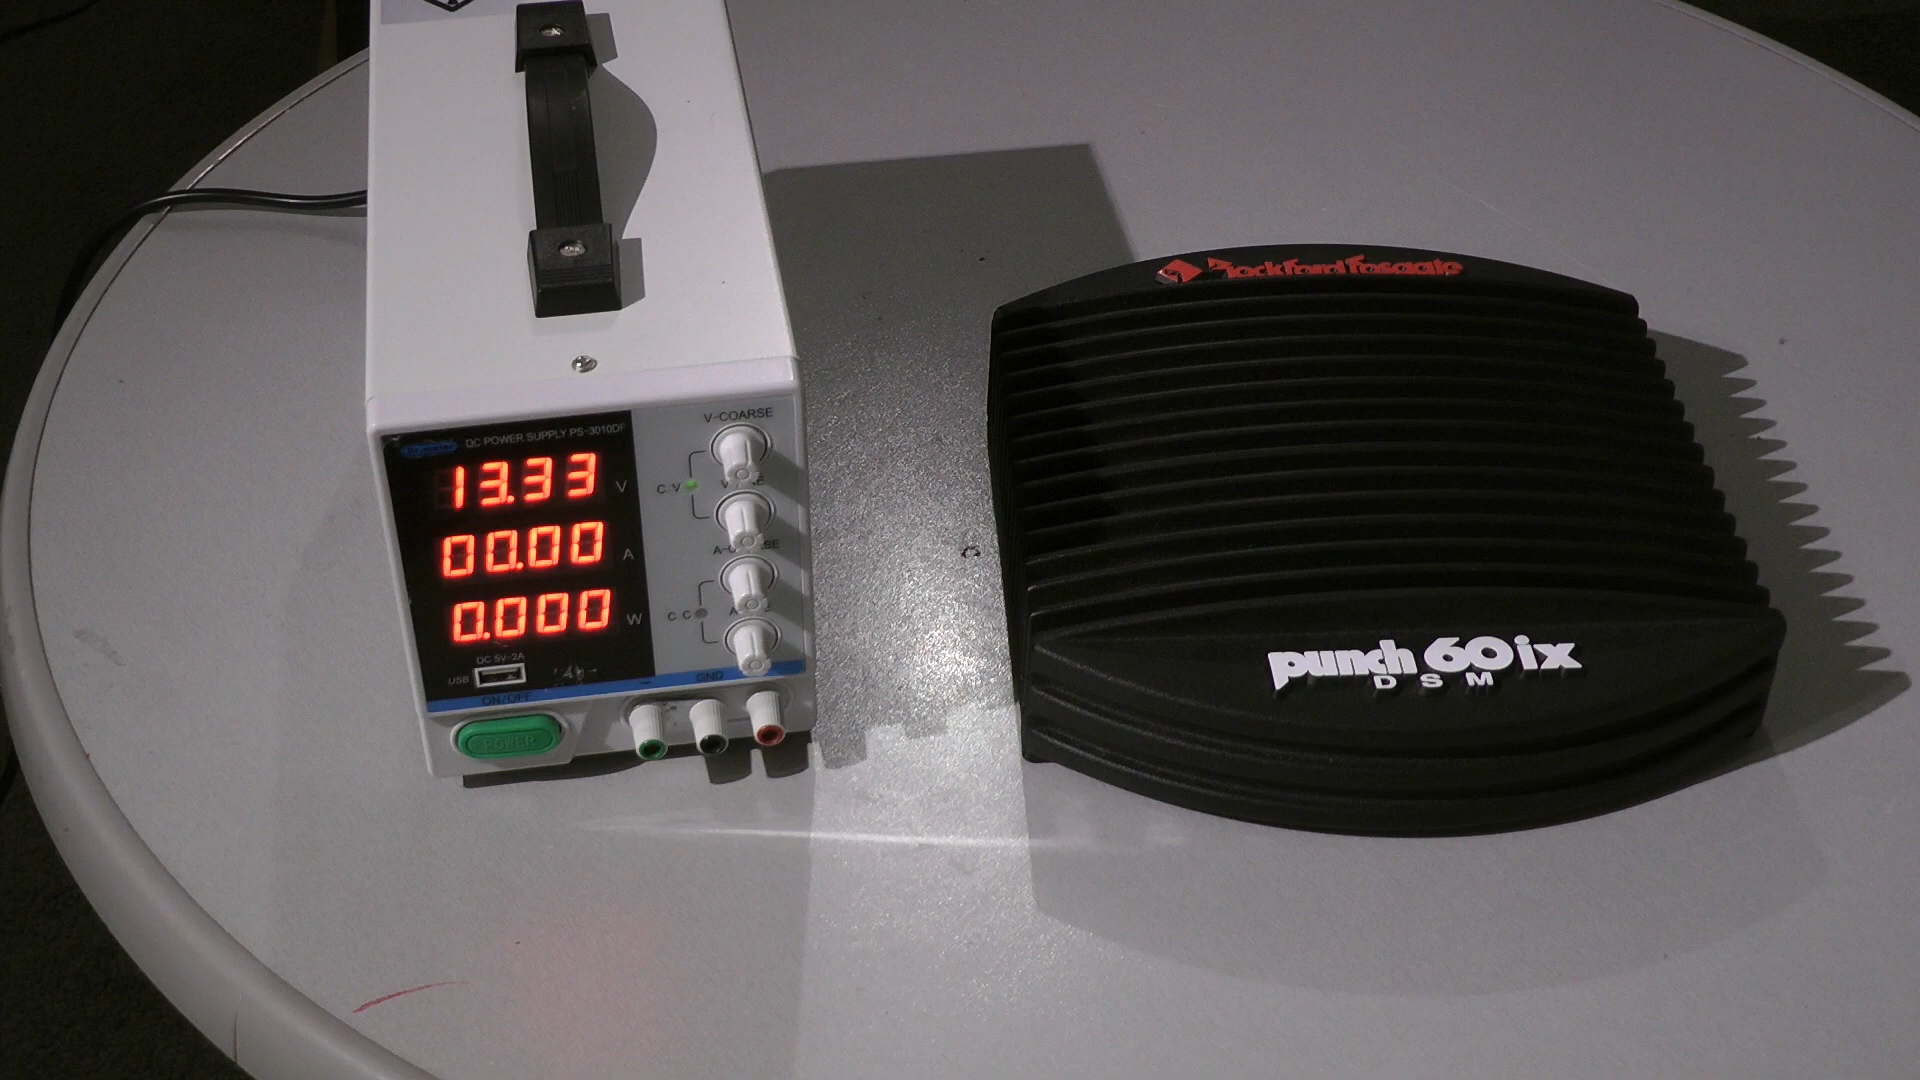 DC POWER SUPPLY PS-3010DF
13.33 V
00.00 A
0.000 W
DC 5V-2A
USB
ON/OFF
POWER
V-COARSE
C.V
C.C
GND
Rockford Fosgate
punch 60ix
DSM